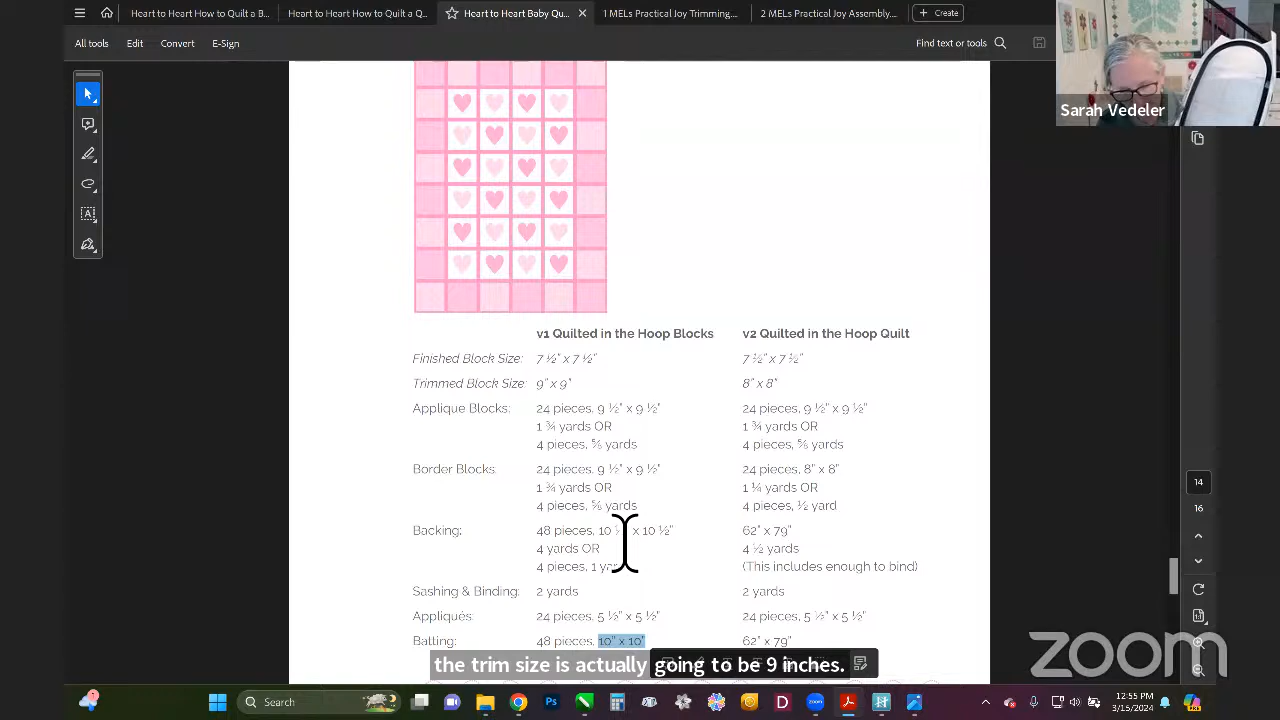 Heart to Heart How to Quilt a B...
Heart to Heart How to Quilt a Q...
Heart to Heart Baby Qu...
1 MELs Practical Joy Trimming...
2 MELs Practical Joy Assembly...
Create
All tools
Edit
Convert
E-Sign
Find text or tools
Sarah Vedeler
v1 Quilted in the Hoop Blocks
v2 Quilted in the Hoop Quilt
Finished Block Size:
7 ½" x 7 ½"
7 ½" x 7 ½"
Trimmed Block Size:
9" x 9"
8" x 8"
Applique Blocks:
24 pieces, 9 ½" x 9 ½"
24 pieces, 9 ½" x 9 ½"
1 ¾ yards OR
1 ¾ yards OR
4 pieces, ⅝ yards
4 pieces, ⅝ yards
Border Blocks:
24 pieces, 9 ½" x 9 ½"
24 pieces, 8" x 8"
1 ¾ yards OR
1 ¼ yards OR
4 pieces, ⅝ yards
4 pieces, ½ yard
Backing:
48 pieces, 10 x 10 ½"
62" x 79"
4 yards OR
4 ½ yards
4 pieces, 1
(This includes enough to bind)
Sashing & Binding:
2 yards
2 yards
Appliqués:
24 pieces, 5 ½" x 5 ½"
24 pieces, 5 ½" x 5 ½"
Batting:
48 pieces, 10" x 10"
62" x 79"
the trim size is actually going to be 9 inches.
14
16
zoom
Search
12:55 PM
3/15/2024